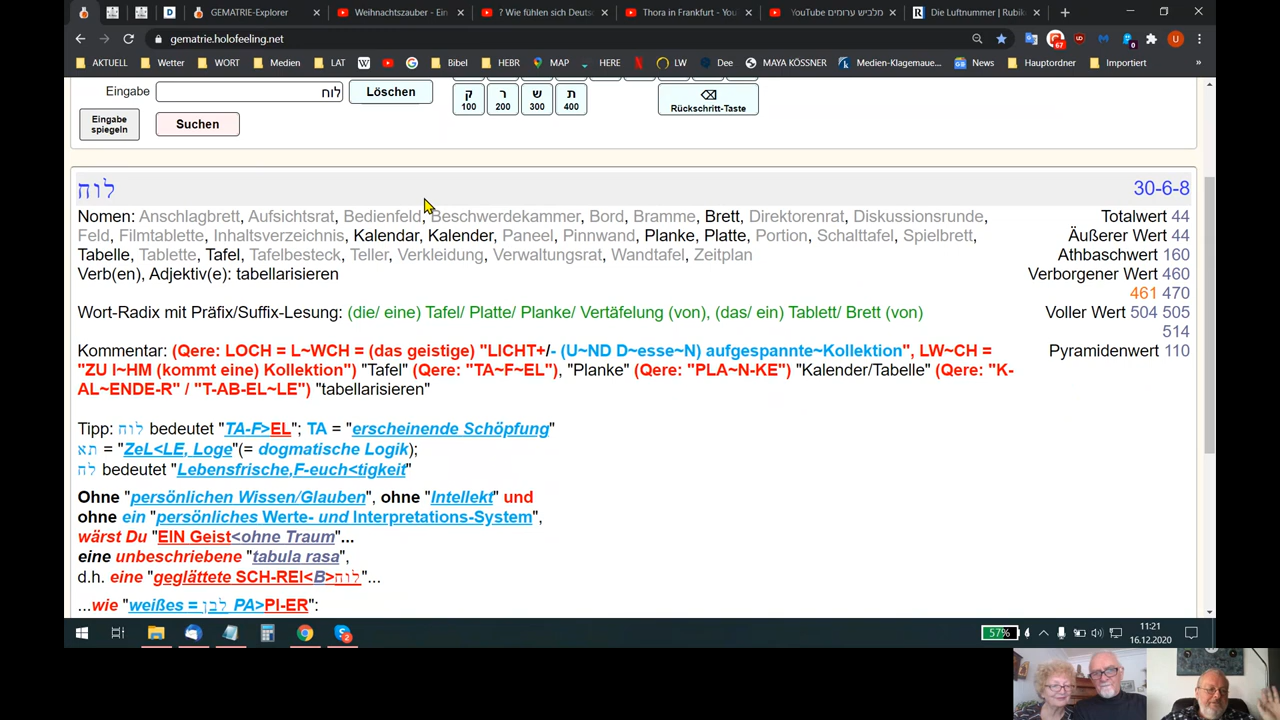 GEMATRIE-Explorer
Weihnachtszauber - Ein
? Wie fühlen sich Deuts
Thora in Frankfurt - You
YouTube מלביש ערומים
Die Luftnummer | Rubik
gematrie.holofeeling.net
AKTUELL Wetter WORT Medien LAT Bibel HEBR MAP HERE LW Dee MAYA KÖSSNER Medien-Klagemaue... News Hauptordner Importiert »
Eingabe לוח Löschen
ק 100 ר 200 ש 300 ת 400 Rückschritt-Taste
Eingabe spiegeln Suchen
לוח 30-6-8
Nomen: Anschlagbrett, Aufsichtsrat, Bedienfeld, Beschwerdekammer, Bord, Bramme, Brett, Direktorenrat, Diskussionsrunde,
Feld, Filmtablette, Inhaltsverzeichnis, Kalendar, Kalender, Paneel, Pinnwand, Planke, Platte, Portion, Schalttafel, Spielbrett,
Tabelle, Tablette, Tafel, Tafelbesteck, Teller, Verkleidung, Verwaltungsrat, Wandtafel, Zeitplan
Verb(en), Adjektiv(e): tabellarisieren
Totalwert 44
Äußerer Wert 44
Athbaschwert 160
Verborgener Wert 460
461 470
Voller Wert 504 505
514
Pyramidenwert 110
Wort-Radix mit Präfix/Suffix-Lesung: (die/ eine) Tafel/ Platte/ Planke/ Vertäfelung (von), (das/ ein) Tablett/ Brett (von)
Kommentar: (Qere: LOCH = L~WCH = (das geistige) "LICHT+/- (U~ND D~esse~N) aufgespannte~Kollektion", LW~CH =
"ZU I~HM (kommt eine) Kollektion") "Tafel" (Qere: "TA~F~EL"), "Planke" (Qere: "PLA~N-KE") "Kalender/Tabelle" (Qere: "K-
AL~ENDE-R" / "T-AB-EL~LE") "tabellarisieren"
Tipp: לוח bedeutet "TA-F>EL"; TA = "erscheinende Schöpfung"
תא = "ZeL<LE, Loge"(= dogmatische Logik);
לח bedeutet "Lebensfrische,F-euch<tigkeit"
Ohne "persönlichen Wissen/Glauben", ohne "Intellekt" und
ohne ein "persönliches Werte- und Interpretations-System",
wärst Du "EIN Geist<ohne Traum"...
eine unbeschriebene "tabula rasa",
d.h. eine "geglättete SCH-REI<B>לוח"...
...wie "weißes = לבן PA>PI-ER":
57% 11:21
16.12.2020